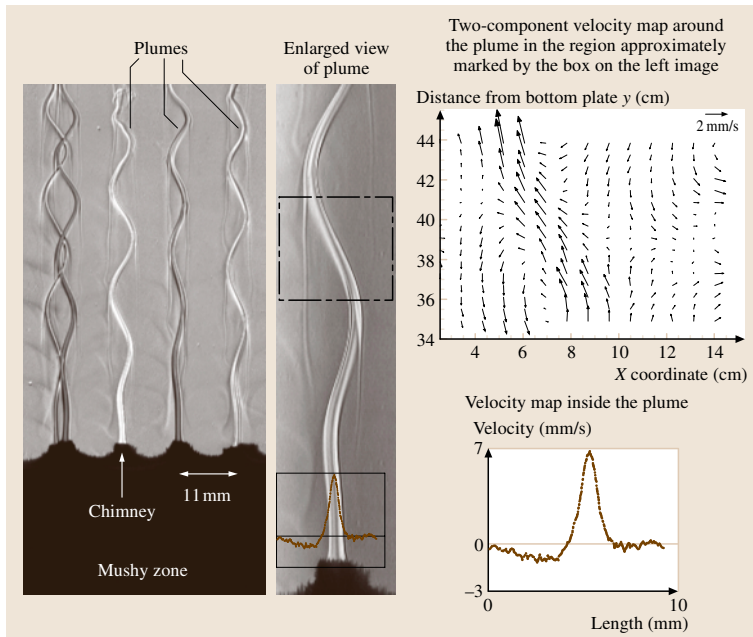 Plumes
Chimney
11 mm
Mushy zone
Enlarged view
of plume
Two-component velocity map around
the plume in the region approximately
marked by the box on the left image
Distance from bottom plate y (cm)
2 mm/s
44
42
40
38
36
34
4 6 8 10 12 14
X coordinate (cm)
Velocity map inside the plume
Velocity (mm/s)
7
0
−3
0 10
Length (mm)